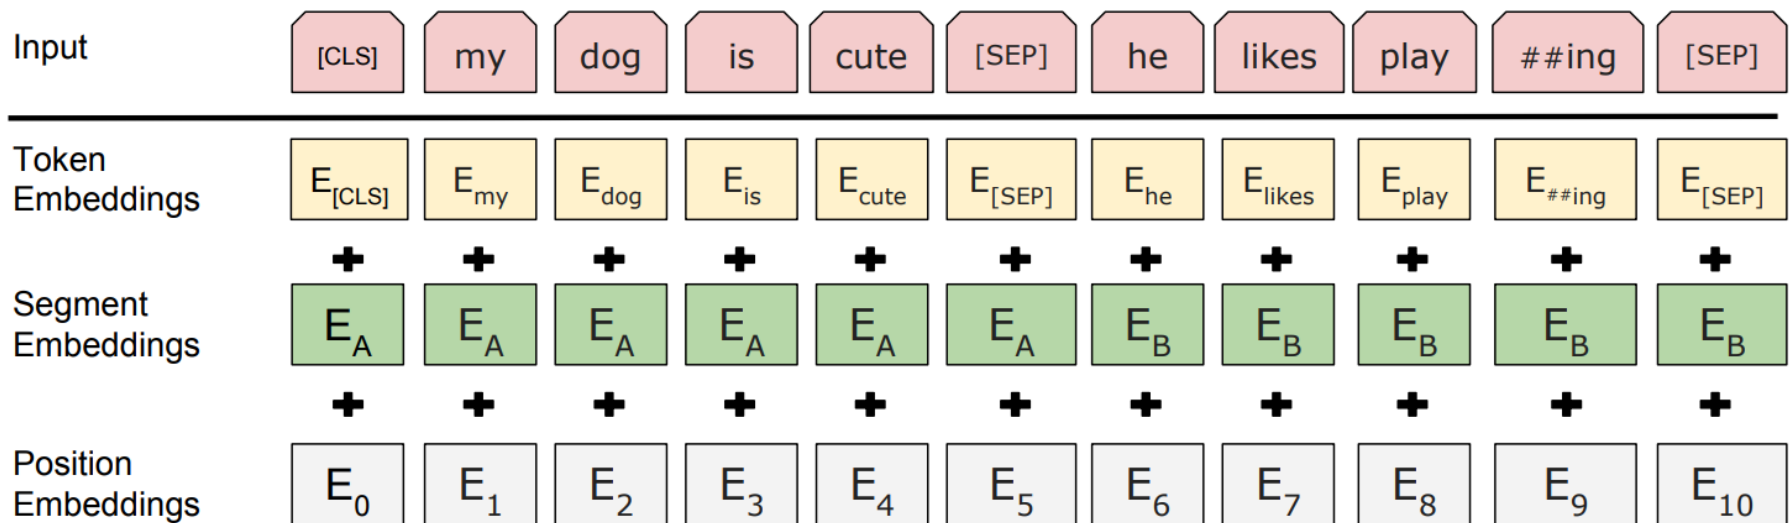 Input [CLS] my dog is cute [SEP] he likes play ##ing [SEP]
Token
Embeddings E[CLS] Emy Edog Eis Ecute E[SEP] Ehe Elikes Eplay E##ing E[SEP]
+ + + + + + + + + + +
Segment
Embeddings EA EA EA EA EA EA EB EB EB EB EB
+ + + + + + + + + + +
Position
Embeddings E0 E1 E2 E3 E4 E5 E6 E7 E8 E9 E10